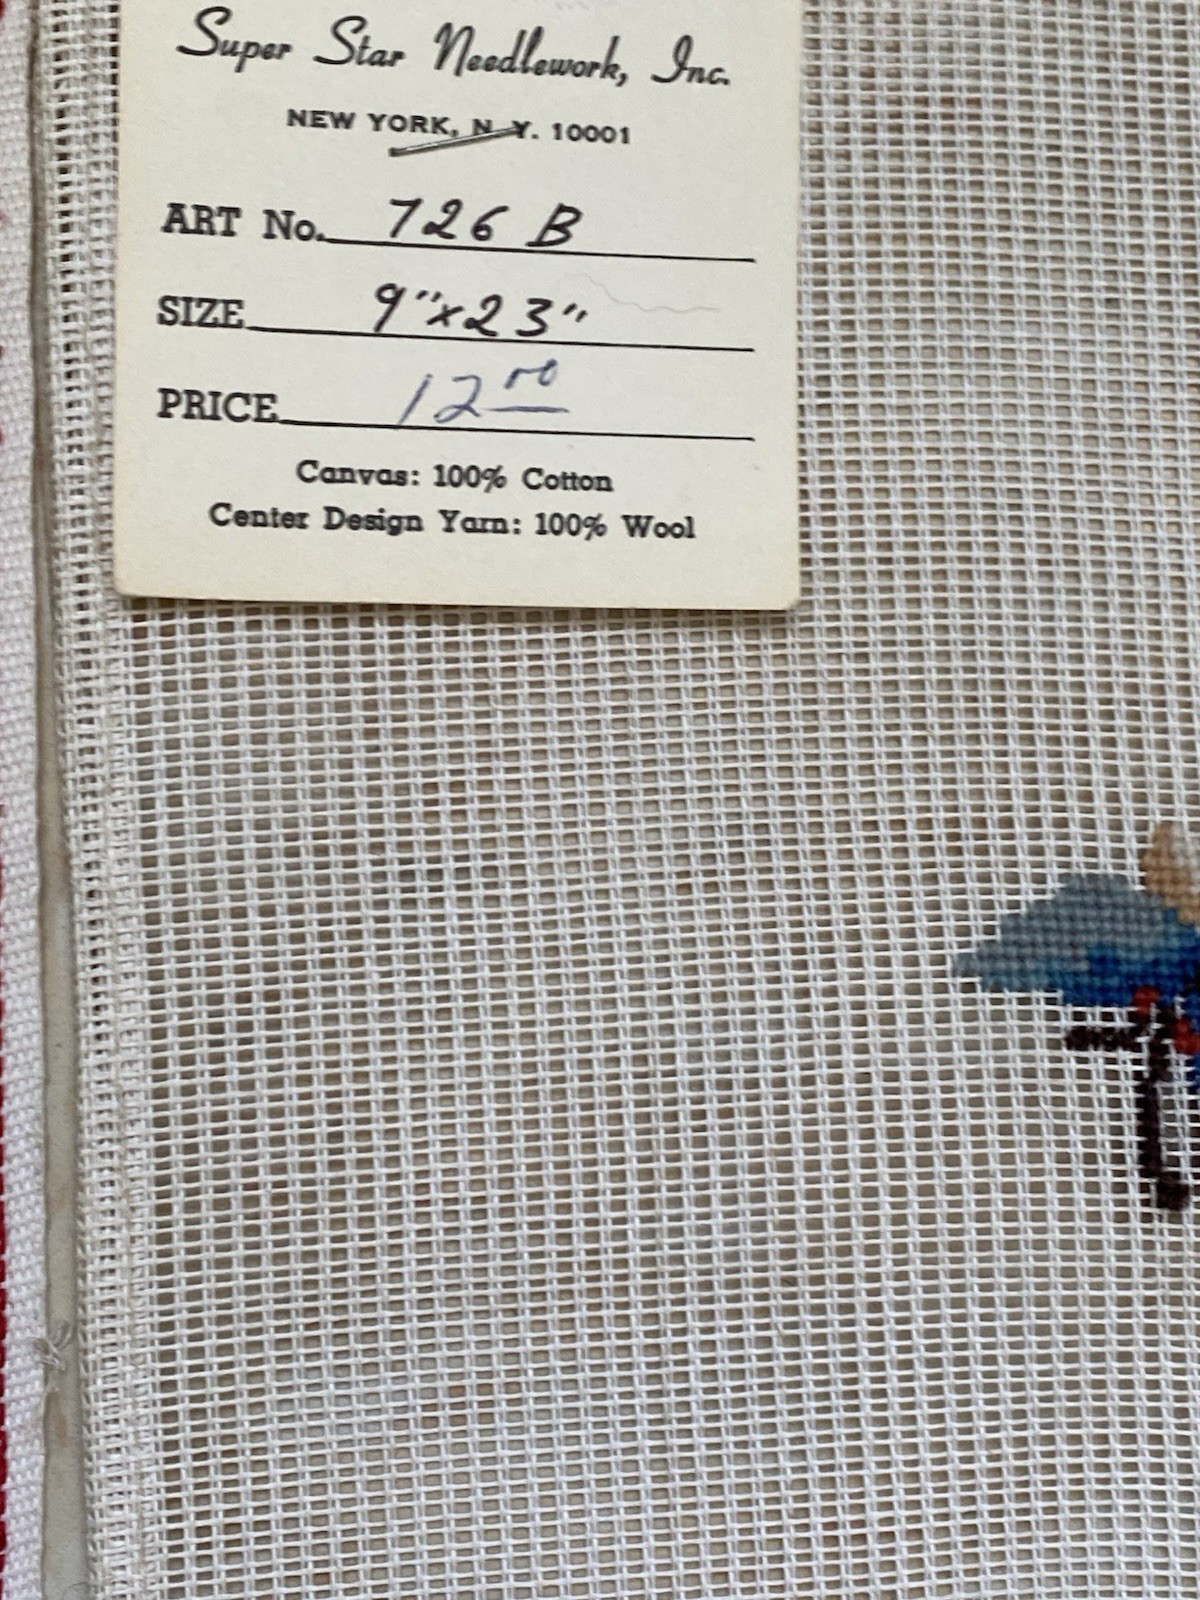 Super Star Needlework, Inc.
NEW YORK, N. Y. 10001
ART No. 726 B
SIZE 9"x23"
PRICE 12 00
Canvas: 100% Cotton
Center Design Yarn: 100% Wool